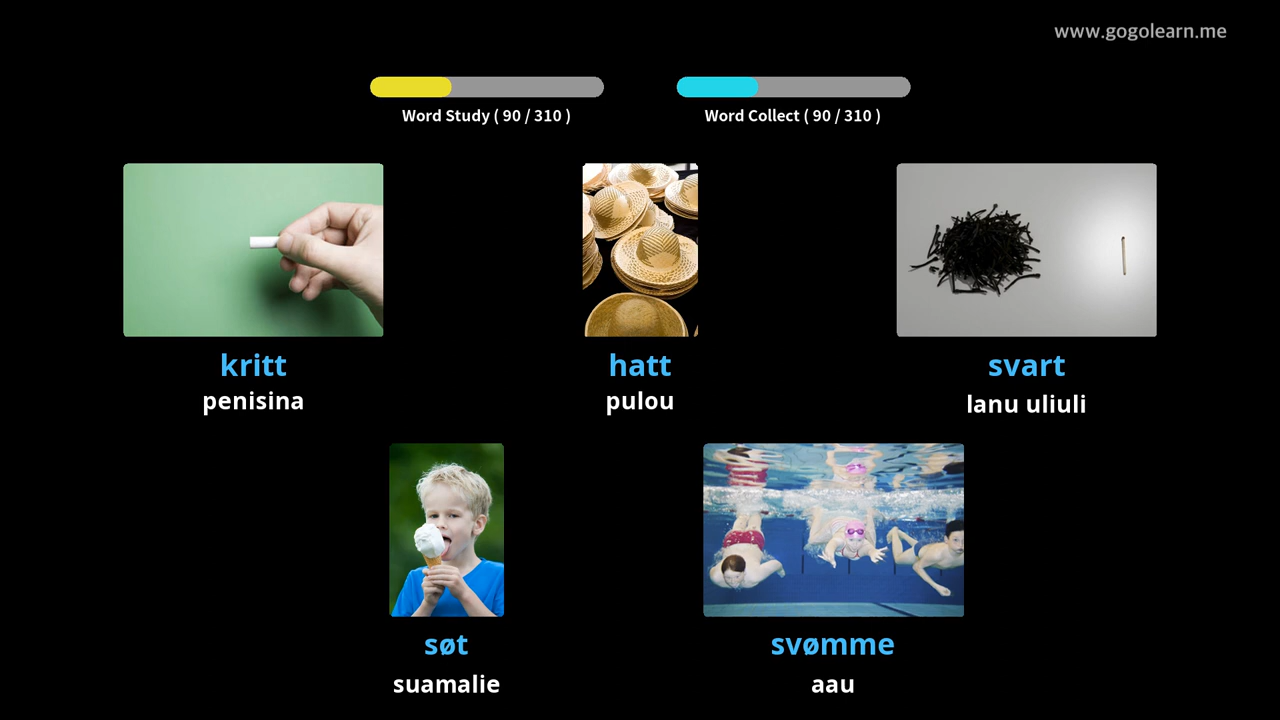 www.gogolearn.me
Word Study ( 90 / 310 )
Word Collect ( 90 / 310 )
kritt
penisina
hatt
pulou
svart
lanu uliuli
søt
suamalie
svømme
aau